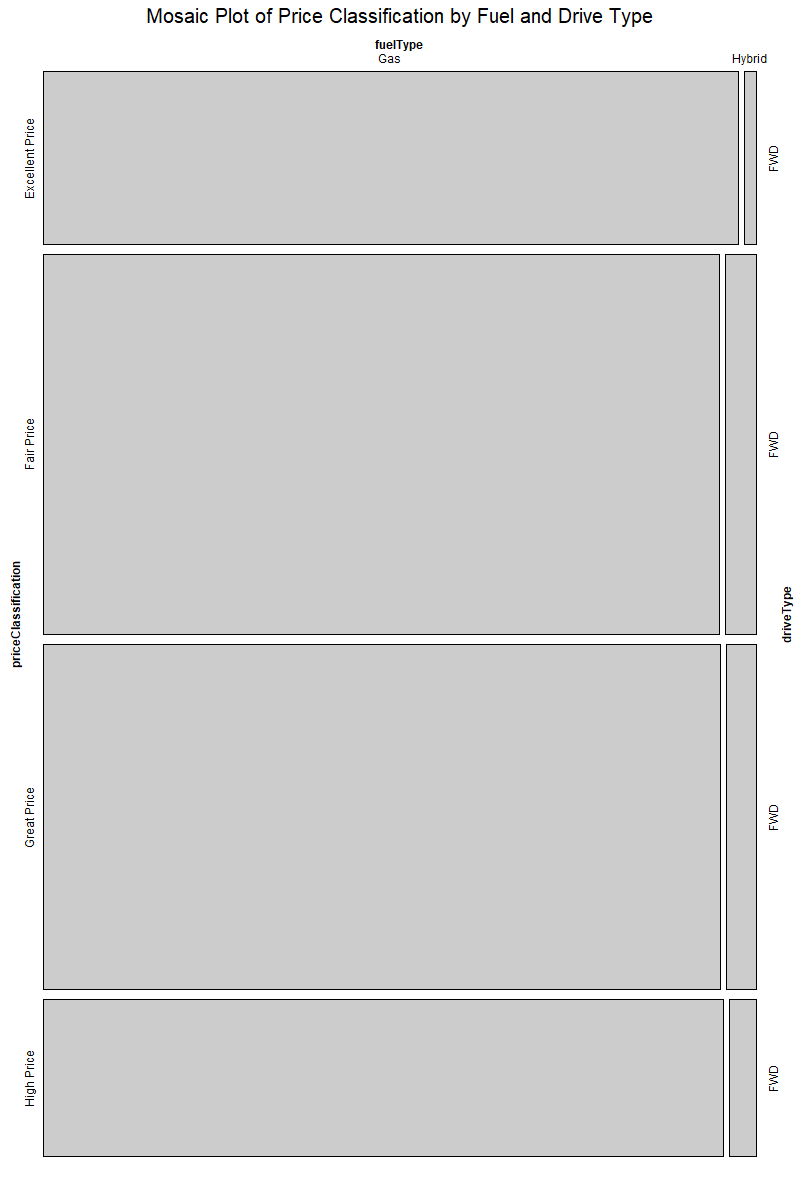 Mosaic Plot of Price Classification by Fuel and Drive Type
fuelType
Gas
Hybrid
Excellent Price
FWD
Fair Price
FWD
priceClassification
driveType
Great Price
FWD
High Price
FWD